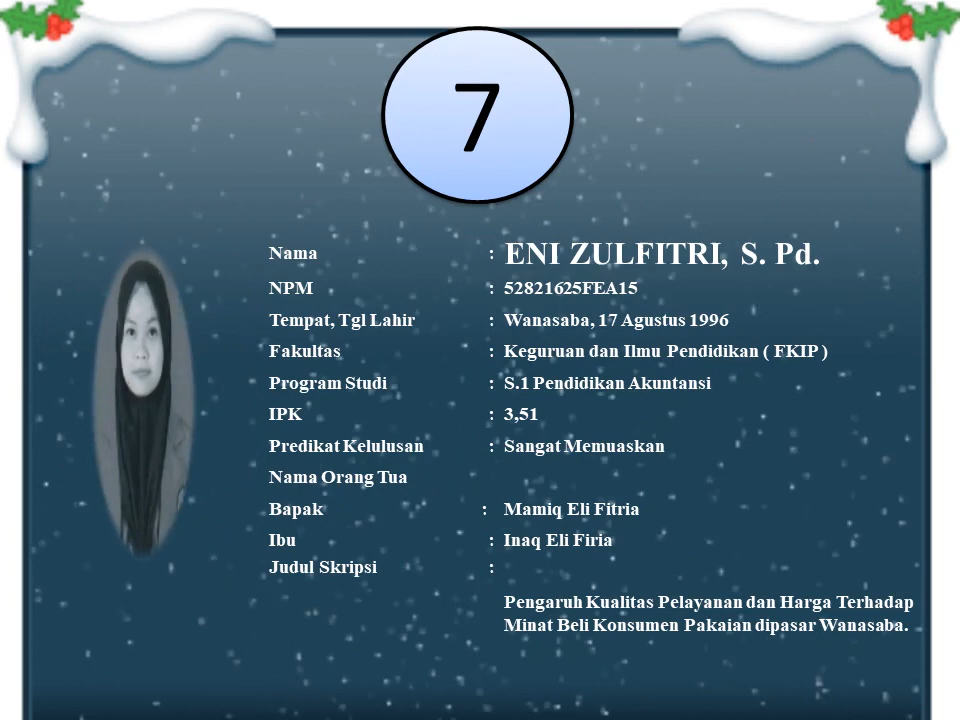 7
Nama : ENI ZULFITRI, S. Pd.
NPM : 52821625FEA15
Tempat, Tgl Lahir : Wanasaba, 17 Agustus 1996
Fakultas : Keguruan dan Ilmu Pendidikan ( FKIP )
Program Studi : S.1 Pendidikan Akuntansi
IPK : 3,51
Predikat Kelulusan : Sangat Memuaskan
Nama Orang Tua
Bapak : Mamiq Eli Fitria
Ibu : Inaq Eli Firia
Judul Skripsi :
Pengaruh Kualitas Pelayanan dan Harga Terhadap
Minat Beli Konsumen Pakaian dipasar Wanasaba.